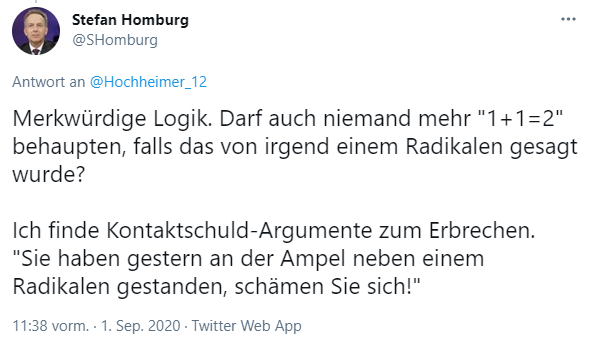 Stefan Homburg
@SHomburg
Antwort an @Hochheimer_12
Merkwürdige Logik. Darf auch niemand mehr "1+1=2"
behaupten, falls das von irgend einem Radikalen gesagt
wurde?
Ich finde Kontaktschuld-Argumente zum Erbrechen.
"Sie haben gestern an der Ampel neben einem
Radikalen gestanden, schämen Sie sich!"
11:38 vorm. · 1. Sep. 2020 · Twitter Web App